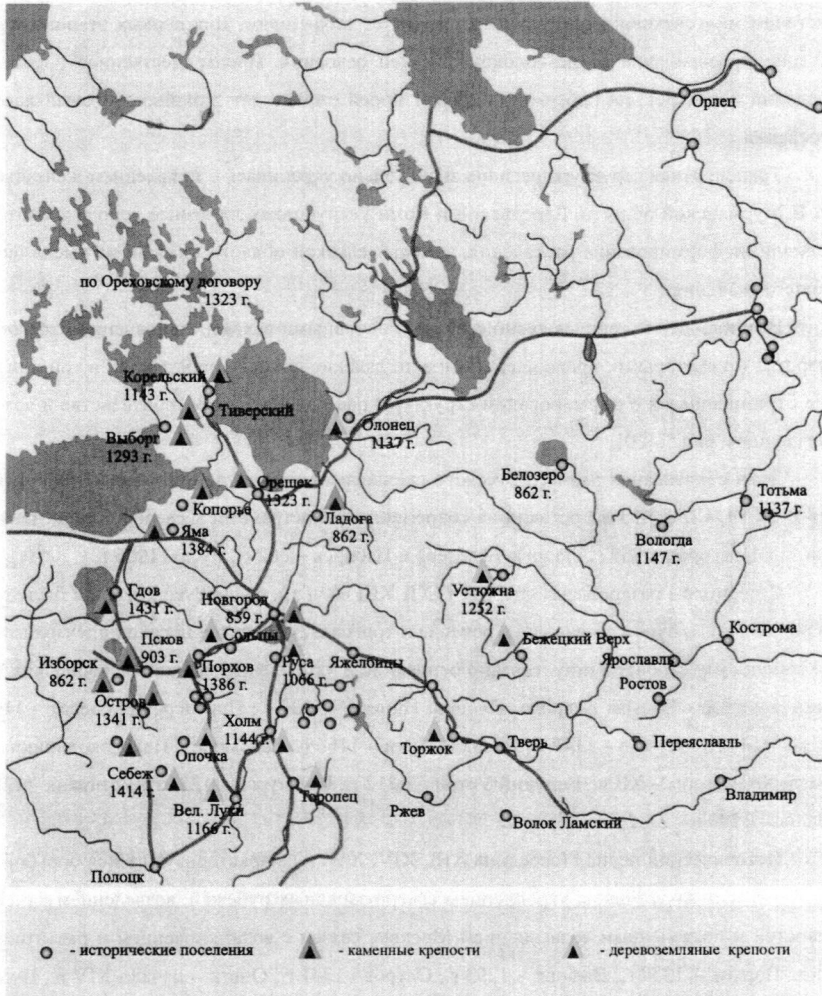 Орлец
по Ореховскому договору
1323 г.
Корельский
1143 г.
Тиверский
Выборг
1293 г.
Олонец
1137 г.
Орешек
1323 г.
Копорье
Ладога
862 г.
Яма
1384 г.
Белозеро
862 г.
Тотьма
1137 г.
Вологда
1147 г.
Гдов
1431 г.
Новгород
859 г.
Устюжна
1252 г.
Псков
903 г.
Сольцы
Бежецкий Верх
Кострома
Изборск
862 г.
Порхов
1386 г.
Руса
1066 г.
Яжелбицы
Ярославль
Ростов
Остров
1341 г.
Холм
1144 г.
Опочка
Торжок
Тверь
Переяславль
Себеж
1414 г.
Вел. Луки
1166 г.
Торопец
Ржев
Владимир
Волок Ламский
Полоцк
- исторические поселения
- каменные крепости
- деревоземляные крепости